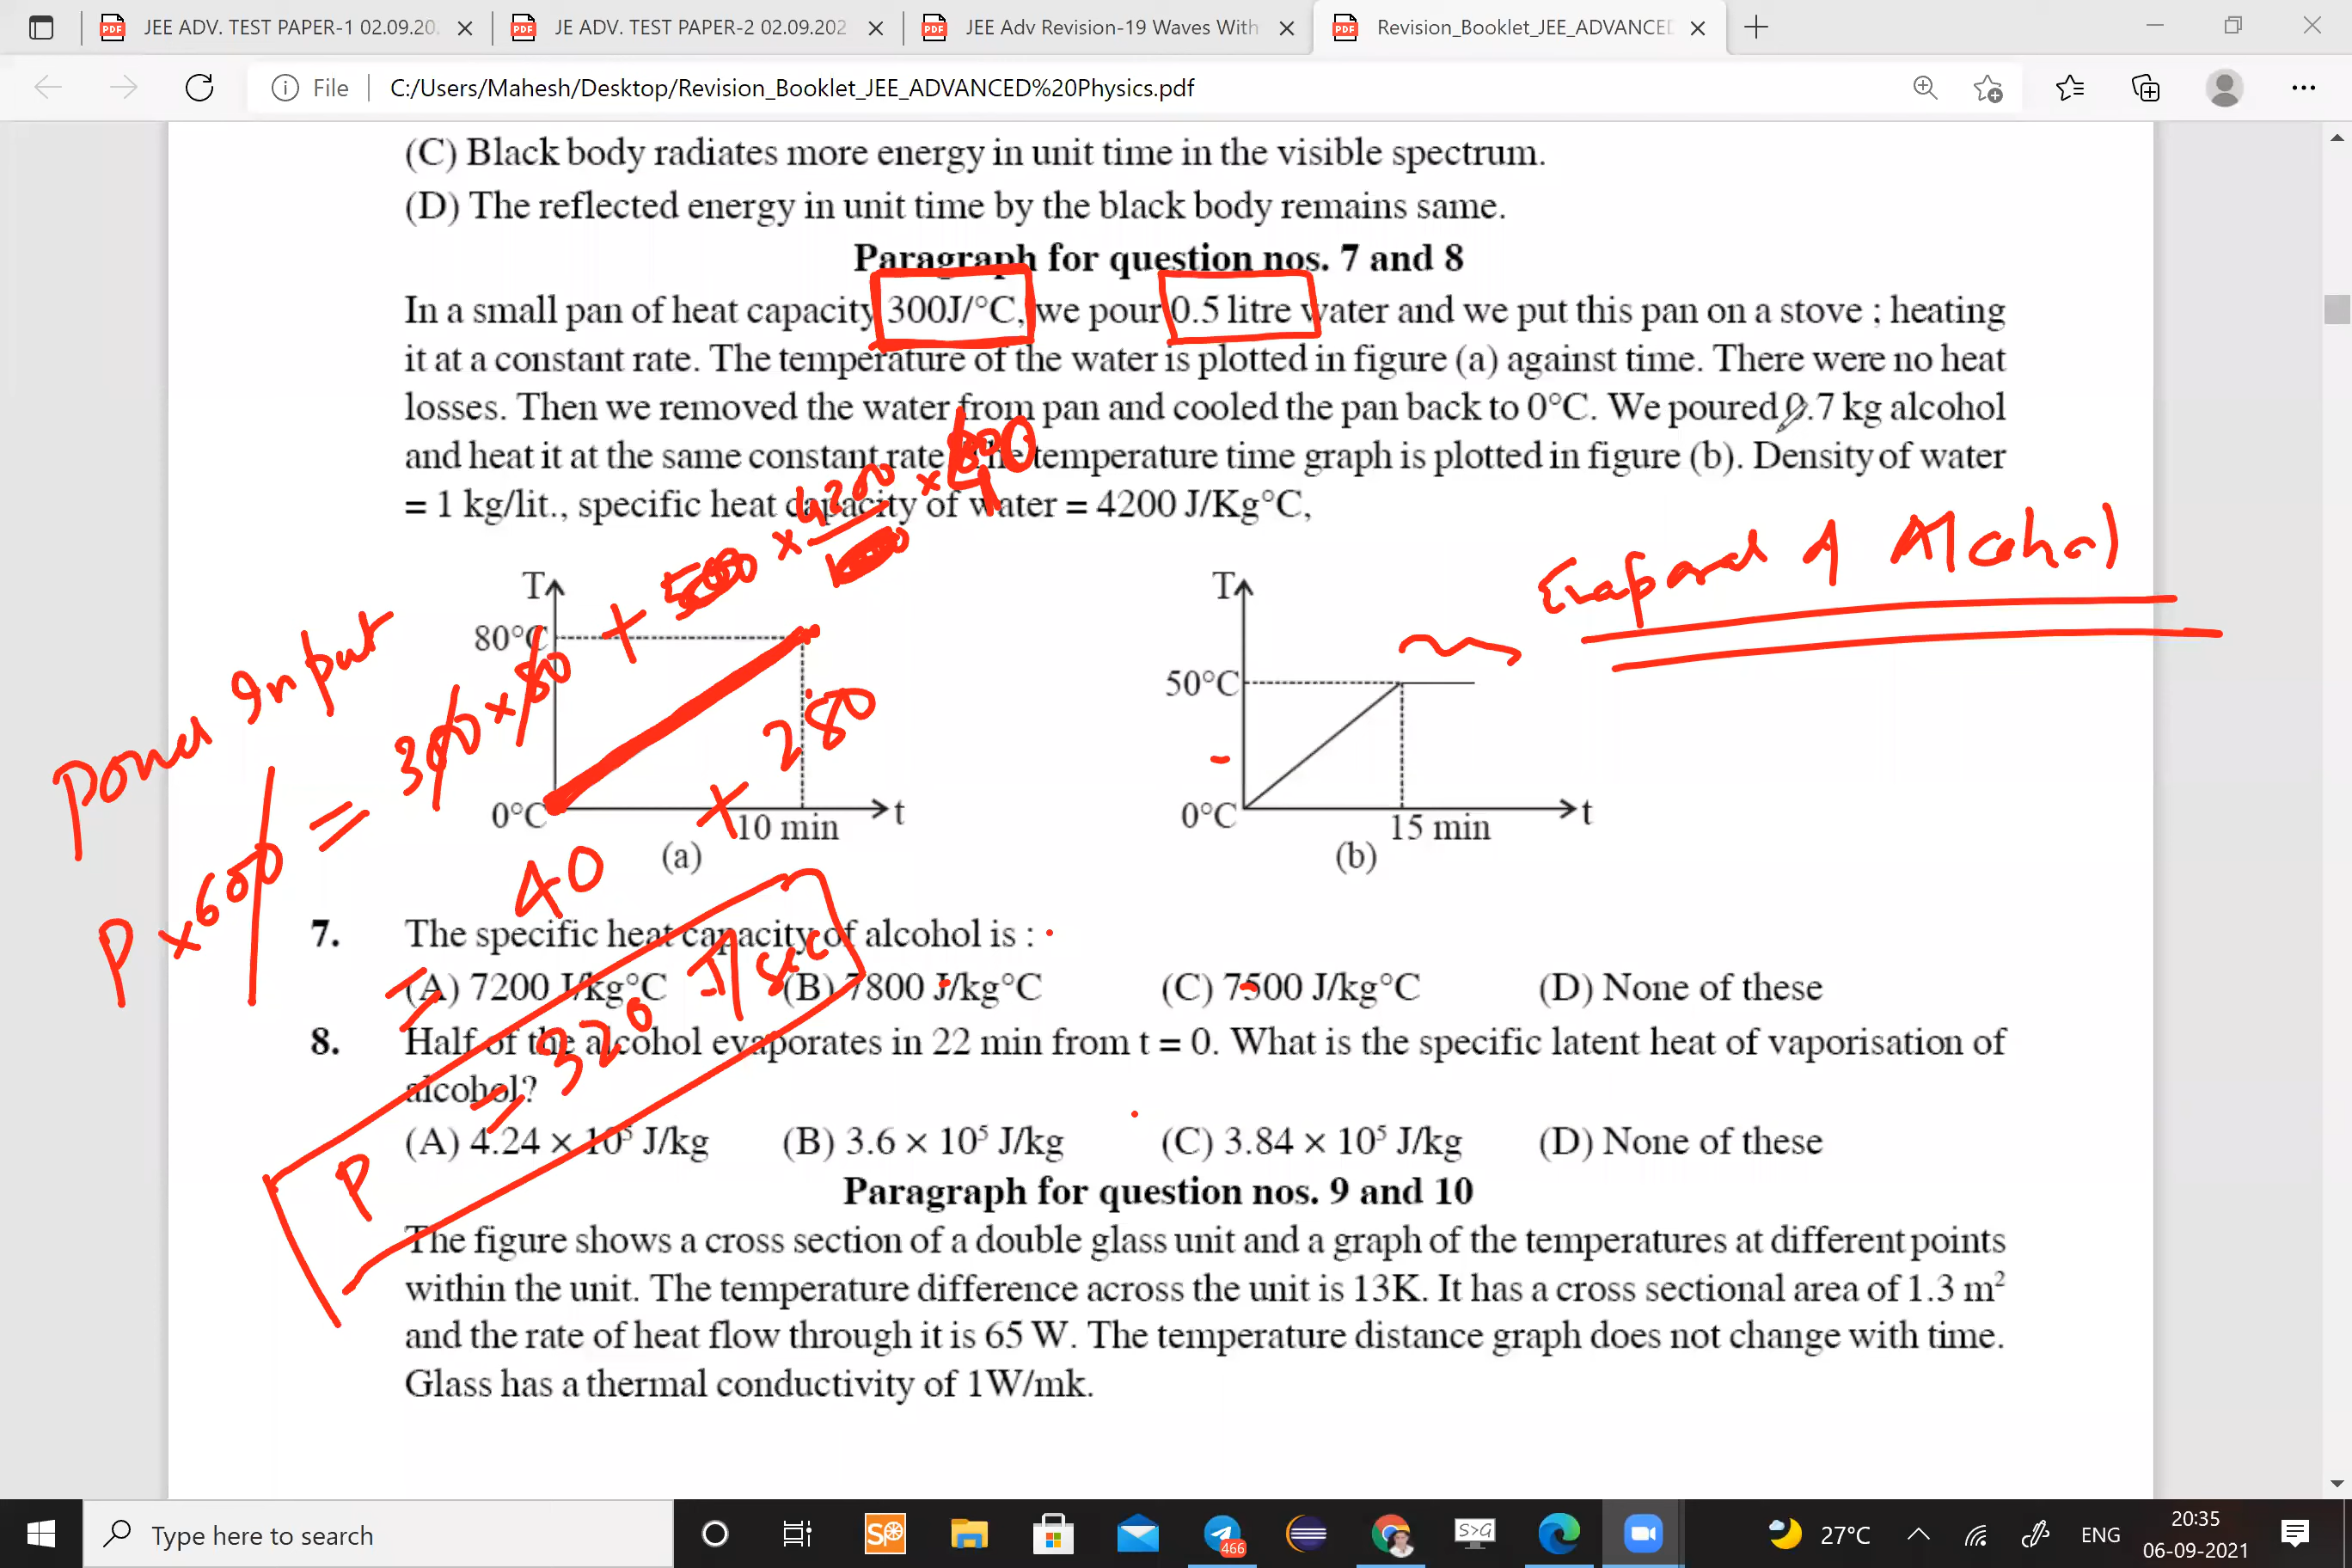 JEE ADV. TEST PAPER-1 02.09.20
JE ADV. TEST PAPER-2 02.09.202
JEE Adv Revision-19 Waves With
Revision_Booklet_JEE_ADVANCED
File
C:/Users/Mahesh/Desktop/Revision_Booklet_JEE_ADVANCED%20Physics.pdf
(C) Black body radiates more energy in unit time in the visible spectrum.
(D) The reflected energy in unit time by the black body remains same.
Paragraph for question nos. 7 and 8
In a small pan of heat capacity 300J/°C, we pour 0.5 litre water and we put this pan on a stove ; heating
it at a constant rate. The temperature of the water is plotted in figure (a) against time. There were no heat
losses. Then we removed the water from pan and cooled the pan back to 0°C. We poured 0.7 kg alcohol
and heat it at the same constant rate. The temperature time graph is plotted in figure (b). Density of water
= 1 kg/lit., specific heat capacity of water = 4200 J/Kg°C,
× 4200 × 80
40
+ 500
Alcohol
T
80°C
0°C
10 min
t
(a)
T
50°C
0°C
15 min
t
(b)
Power Input
P × 600 = 300 × 80
40 + 280
7. The specific heat capacity of alcohol is :
(A) 7200 J/kg°C (B) 7800 J/kg°C (C) 7500 J/kg°C (D) None of these
8. Half of the alcohol evaporates in 22 min from t = 0. What is the specific latent heat of vaporisation of
alcohol?
P = 320 J/sec
(A) 4.24 × 10⁵ J/kg (B) 3.6 × 10⁵ J/kg (C) 3.84 × 10⁵ J/kg (D) None of these
Paragraph for question nos. 9 and 10
The figure shows a cross section of a double glass unit and a graph of the temperatures at different points
within the unit. The temperature difference across the unit is 13K. It has a cross sectional area of 1.3 m²
and the rate of heat flow through it is 65 W. The temperature distance graph does not change with time.
Glass has a thermal conductivity of 1W/mk.
Type here to search
466
S>G
27°C
ENG
20:35
06-09-2021